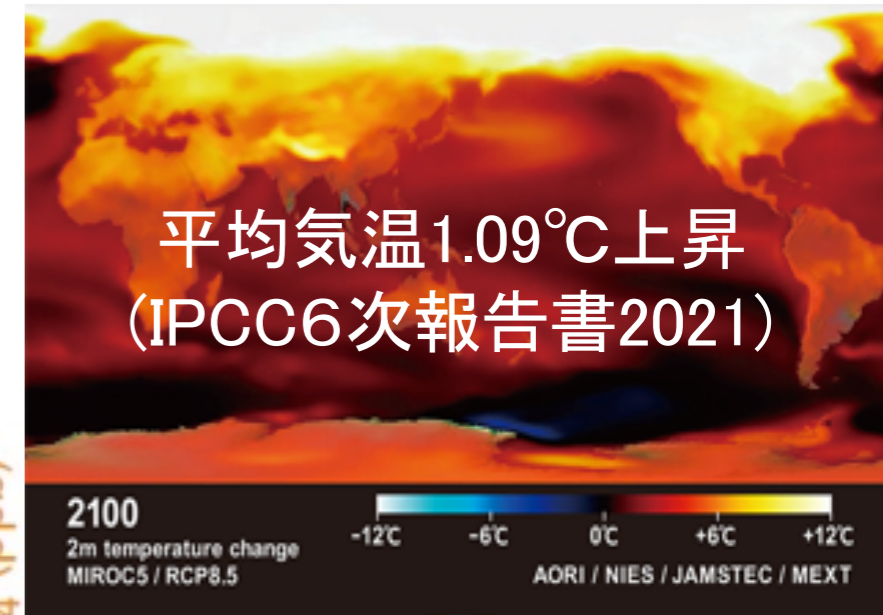 平均気温1.09℃上昇
(IPCC６次報告書2021)
2100
2m temperature change
MIROC5 / RCP8.5
-12℃ -6℃ 0℃ +6℃ +12℃
AORI / NIES / JAMSTEC / MEXT